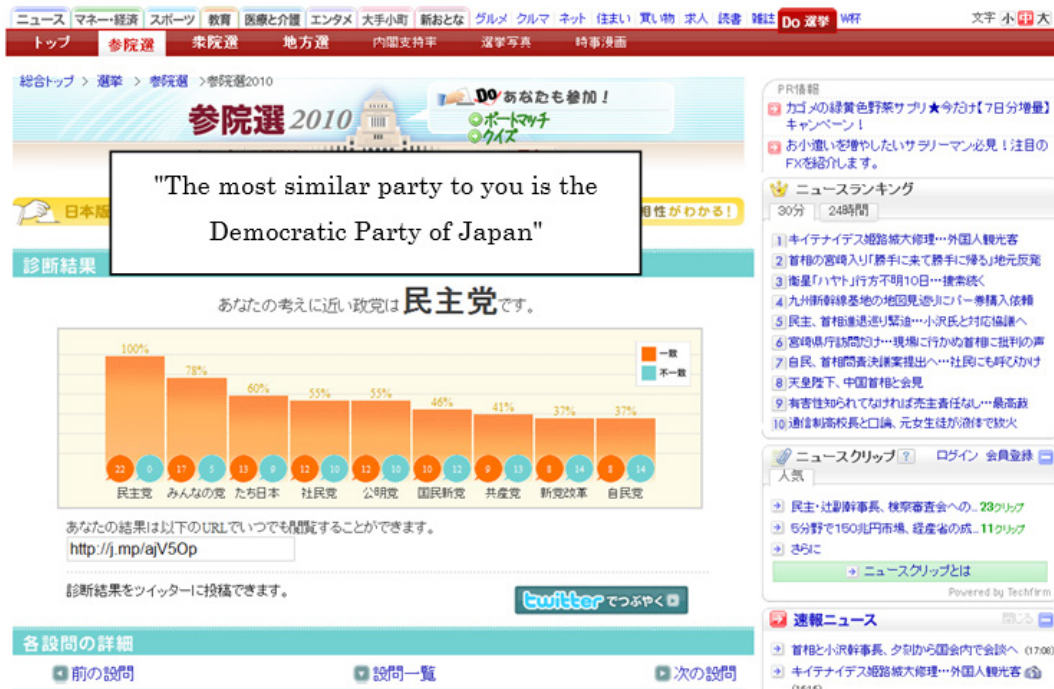 ニュース マネー・経済 スポーツ 教育 医療と介護 エンタメ 大手小町 新おとな グルメ クルマ ネット 住まい 買い物 求人 読書 雑誌 Do 選挙 W杯 文字 小 中 大
トップ 参院選 衆院選 地方選 内閣支持率 選挙写真 時事漫画
総合トップ > 選挙 > 参院選 >参院選2010
参院選 2010
Do あなたも参加!
ボートマッチ
クイズ
"The most similar party to you is the
Democratic Party of Japan"
日本版
相性がわかる!
診断結果
あなたの考えに近い政党は民主党です。
一致
不一致
100% 78% 60% 55% 55% 46% 41% 37% 37%
22 0 17 5 13 9 12 10 12 10 10 12 9 13 8 14 8 14
民主党 みんなの党 たち日本 社民党 公明党 国民新党 共産党 新党改革 自民党
あなたの結果は以下のURLでいつでも閲覧することができます。
http://j.mp/ajV5Op
診断結果をツイッターに投稿できます。
twitterでつぶやく
各設問の詳細
前の設問 設問一覧 次の設問
PR情報
カゴメの緑黄色野菜サプリ★今だけ【7日分増量】
キャンペーン!
お小遣いを増やしたいサラリーマン必見!注目の
FXを紹介します。
ニュースランキング
30分 24時間
1 キイテナイデス姫路城大修理…外国人観光客
2 首相の宮崎入り「勝手に来て勝手に帰る」地元反発
3 衛星「ハヤト」行方不明10日…捜索続く
4 九州新幹線基地の地図見返りにパー券購入依頼
5 民主、首相進退巡り緊迫…小沢氏と対応協議へ
6 宮崎県庁訪問だけ…現場に行かぬ首相に批判の声
7 自民、首相問責決議案提出へ…社民にも呼びかけ
8 天皇陛下、中国首相と会見
9 有害性知られてなければ売主責任なし…最高裁
10 通信制高校長と口論、元女生徒が液体で放火
ニュースクリップ ? ログイン 会員登録
人気
民主・辻副幹事長、検察審査会への… 23クリップ
5分野で150兆円市場、経産省の成… 11クリップ
さらに
ニュースクリップとは
Powered by Techfirm
速報ニュース 閉じる
首相と小沢幹事長、夕刻から国会内で会談へ (17:08)
キイテナイデス姫路城大修理…外国人観光客